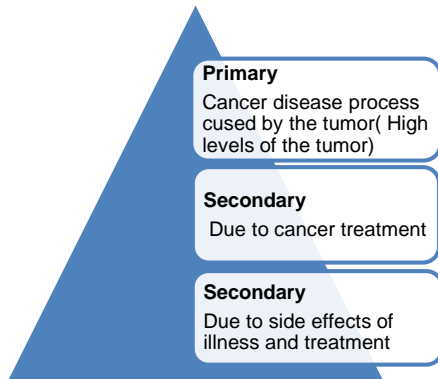 Primary
Cancer disease process
cused by the tumor( High
levels of the tumor)
Secondary
Due to cancer treatment
Secondary
Due to side effects of
illness and treatment